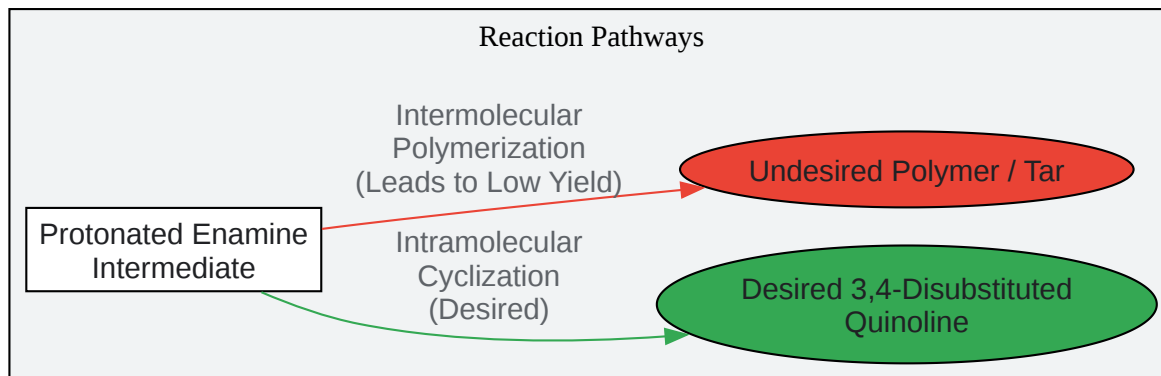 Reaction Pathways
Intermolecular
Polymerization
(Leads to Low Yield)
Undesired Polymer / Tar
Protonated Enamine
Intermediate
Intramolecular
Cyclization
(Desired)
Desired 3,4-Disubstituted
Quinoline